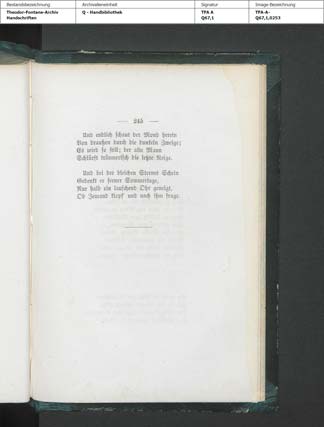 Bestandsbezeichnung
Archivalieneinheit
Signatur
Image-Bezeichnung
Theodor-Fontane-Archiv
Handschriften
Q - Handbibliothek
TFA A
Q67,1
TFA-A-
Q67,1,0253
— 245 —
Und endlich schaut der Mond herein
Von draußen durch die dunkeln Zweige;
Es wird so still; der alte Mann
Schlürft träumerisch die letzte Neige.
Und bei der bleichen Sterne Schein
Gedenkt er ferner Sommertage,
Nur halb ein lauschend Ohr geneigt,
Ob Jemand klopf' und nach ihm frage.